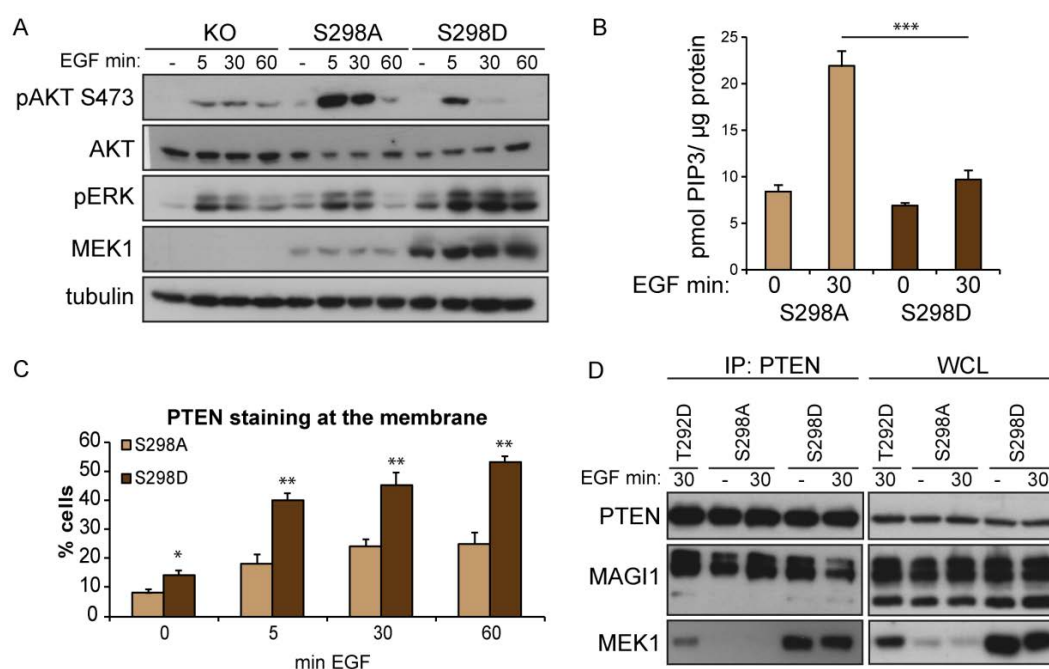 A
KO S298A S298D
EGF min: - 5 30 60 - 5 30 60 - 5 30 60
pAKT S473
AKT
pERK
MEK1
tubulin
B
***
25
20
15
10
5
0
pmol PIP3/ µg protein
EGF min: 0 30 0 30
S298A S298D
C
PTEN staining at the membrane
S298A
S298D
60
50
40
30
20
10
0
% cells
* ** ** **
0 5 30 60
min EGF
D
IP: PTEN WCL
T292D S298A S298D T292D S298A S298D
EGF min: 30 - 30 - 30 30 - 30 - 30
PTEN
MAGI1
MEK1